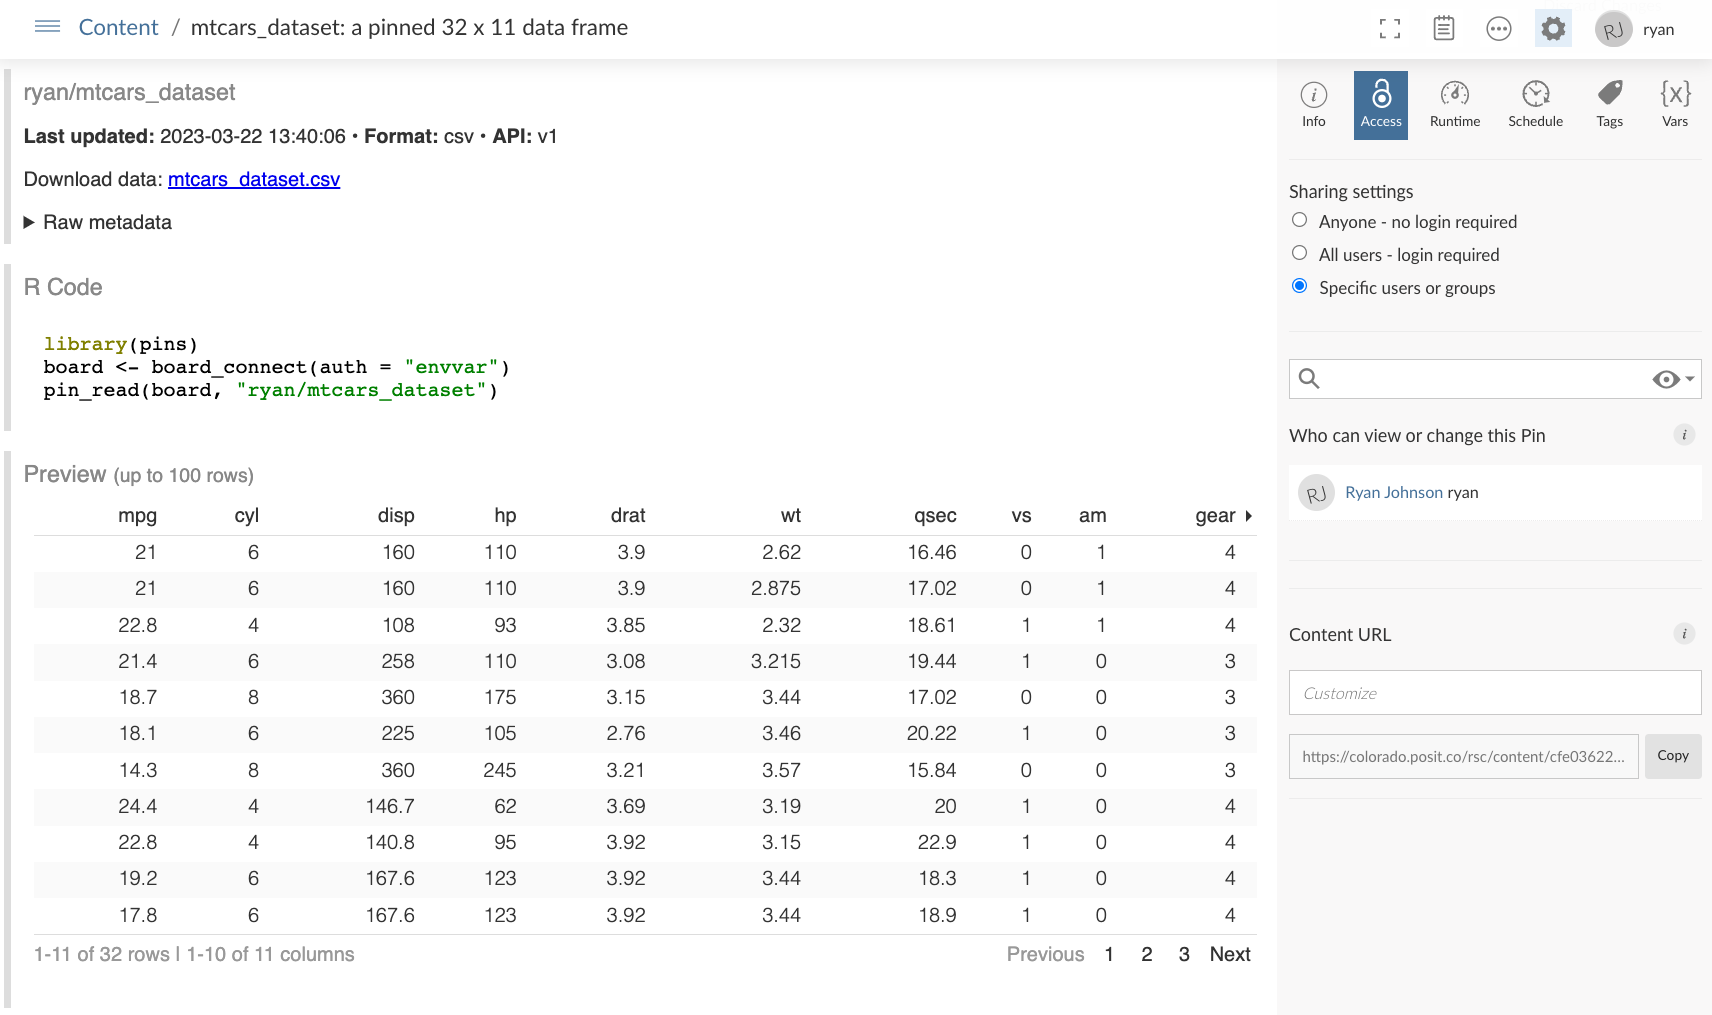 Content / mtcars_dataset: a pinned 32 x 11 data frame
RJ ryan
ryan/mtcars_dataset
Last updated: 2023-03-22 13:40:06 • Format: csv • API: v1
Download data: mtcars_dataset.csv
▶ Raw metadata
R Code
library(pins)
board <- board_connect(auth = "envvar")
pin_read(board, "ryan/mtcars_dataset")
Preview (up to 100 rows)
mpg cyl disp hp drat wt qsec vs am gear
21 6 160 110 3.9 2.62 16.46 0 1 4
21 6 160 110 3.9 2.875 17.02 0 1 4
22.8 4 108 93 3.85 2.32 18.61 1 1 4
21.4 6 258 110 3.08 3.215 19.44 1 0 3
18.7 8 360 175 3.15 3.44 17.02 0 0 3
18.1 6 225 105 2.76 3.46 20.22 1 0 3
14.3 8 360 245 3.21 3.57 15.84 0 0 3
24.4 4 146.7 62 3.69 3.19 20 1 0 4
22.8 4 140.8 95 3.92 3.15 22.9 1 0 4
19.2 6 167.6 123 3.92 3.44 18.3 1 0 4
17.8 6 167.6 123 3.92 3.44 18.9 1 0 4
1-11 of 32 rows | 1-10 of 11 columns
Previous 1 2 3 Next
i {x}
Info Access Runtime Schedule Tags Vars
Sharing settings
Anyone - no login required
All users - login required
Specific users or groups
Who can view or change this Pin i
RJ Ryan Johnson ryan
Content URL i
Customize
https://colorado.posit.co/rsc/content/cfe03622... Copy